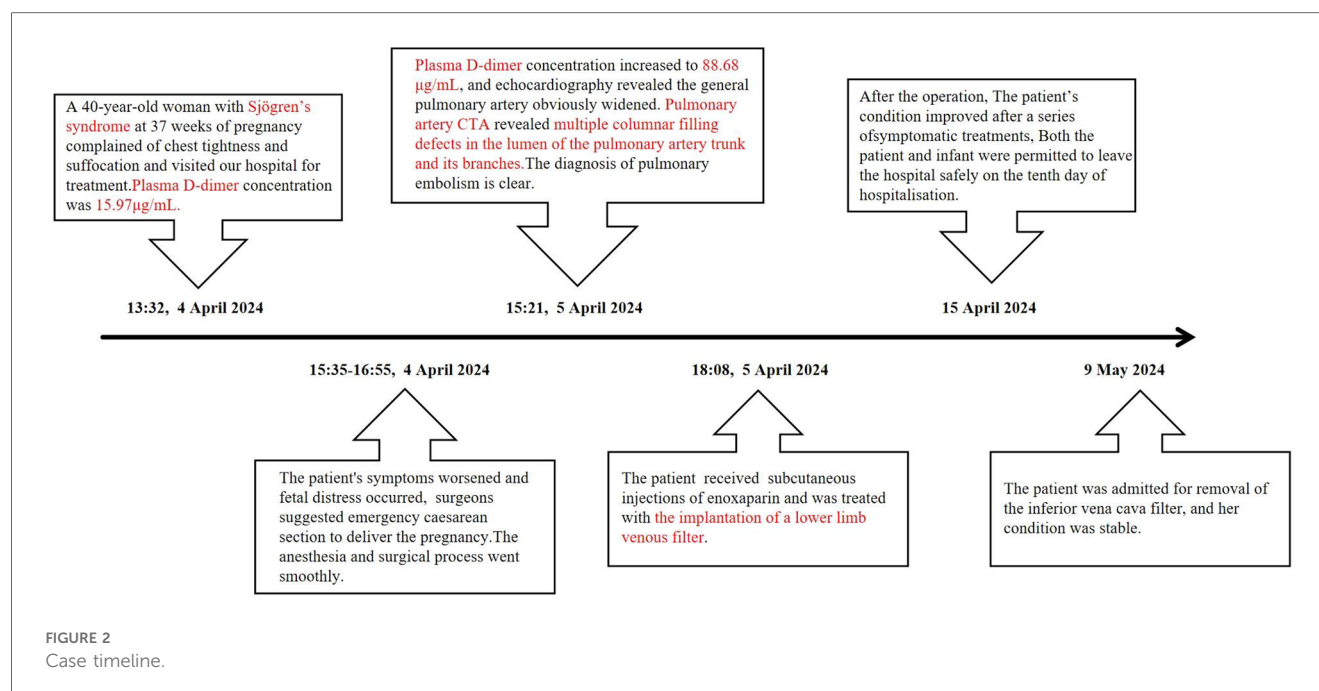 A 40-year-old woman with Sjögren's
syndrome at 37 weeks of pregnancy
complained of chest tightness and
suffocation and visited our hospital for
treatment.Plasma D-dimer concentration
was 15.97μg/mL.
Plasma D-dimer concentration increased to 88.68
μg/mL, and echocardiography revealed the general
pulmonary artery obviously widened. Pulmonary
artery CTA revealed multiple columnar filling
defects in the lumen of the pulmonary artery trunk
and its branches.The diagnosis of pulmonary
embolism is clear.
After the operation, The patient's
condition improved after a series
ofsymptomatic treatments, Both the
patient and infant were permitted to leave
the hospital safely on the tenth day of
hospitalisation.
13:32, 4 April 2024
15:21, 5 April 2024
15 April 2024
15:35-16:55, 4 April 2024
18:08, 5 April 2024
9 May 2024
The patient's symptoms worsened and
fetal distress occurred, surgeons
suggested emergency caesarean
section to deliver the pregnancy.The
anesthesia and surgical process went
smoothly.
The patient received subcutaneous
injections of enoxaparin and was treated
with the implantation of a lower limb
venous filter.
The patient was admitted for removal of
the inferior vena cava filter, and her
condition was stable.
FIGURE 2
Case timeline.